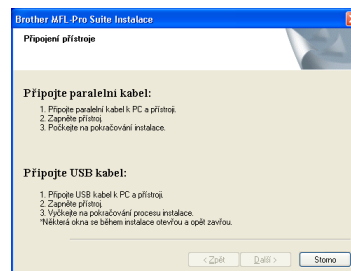 Brother MFL-Pro Suite Instalace
Připojení přístroje
Připojte paralelni kabel:
1. Připojte paralelní kabel k PC a přístroji.
2. Zapněte přístroj.
3. Počkejte na pokračování instalace.
Připojte USB kabel:
1. Připojte USB kabel k PC a přístroji.
2. Zapněte přístroj.
3. Vyčkejte na pokračování procesu instalace.
*Některá okna se během instalace otevřou a opět zavřou.
< Zpět
Další >
Storno